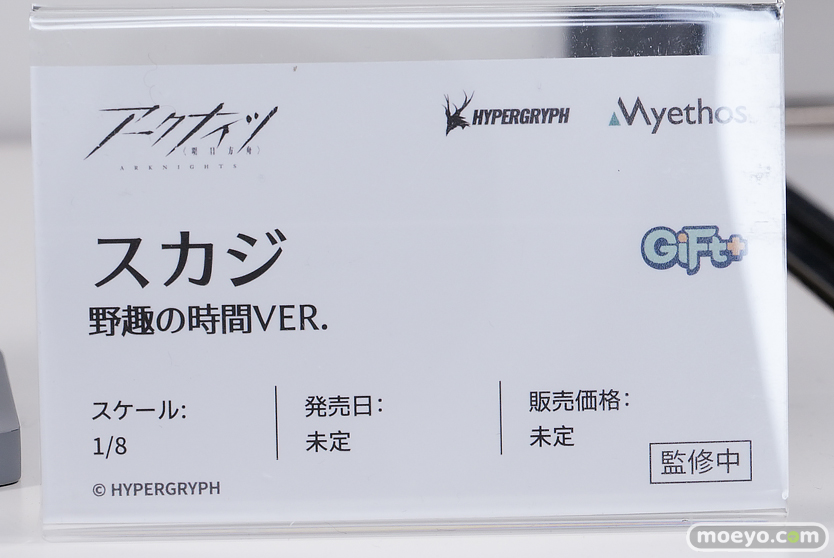 アークナイツ
《明日方舟》
ARKNIGHTS
HYPERGRYPH
Myethos
スカジ
GiFt+
野趣の時間VER.
スケール:
1/8
発売日:
未定
販売価格:
未定
監修中
© HYPERGRYPH
moeyo.com